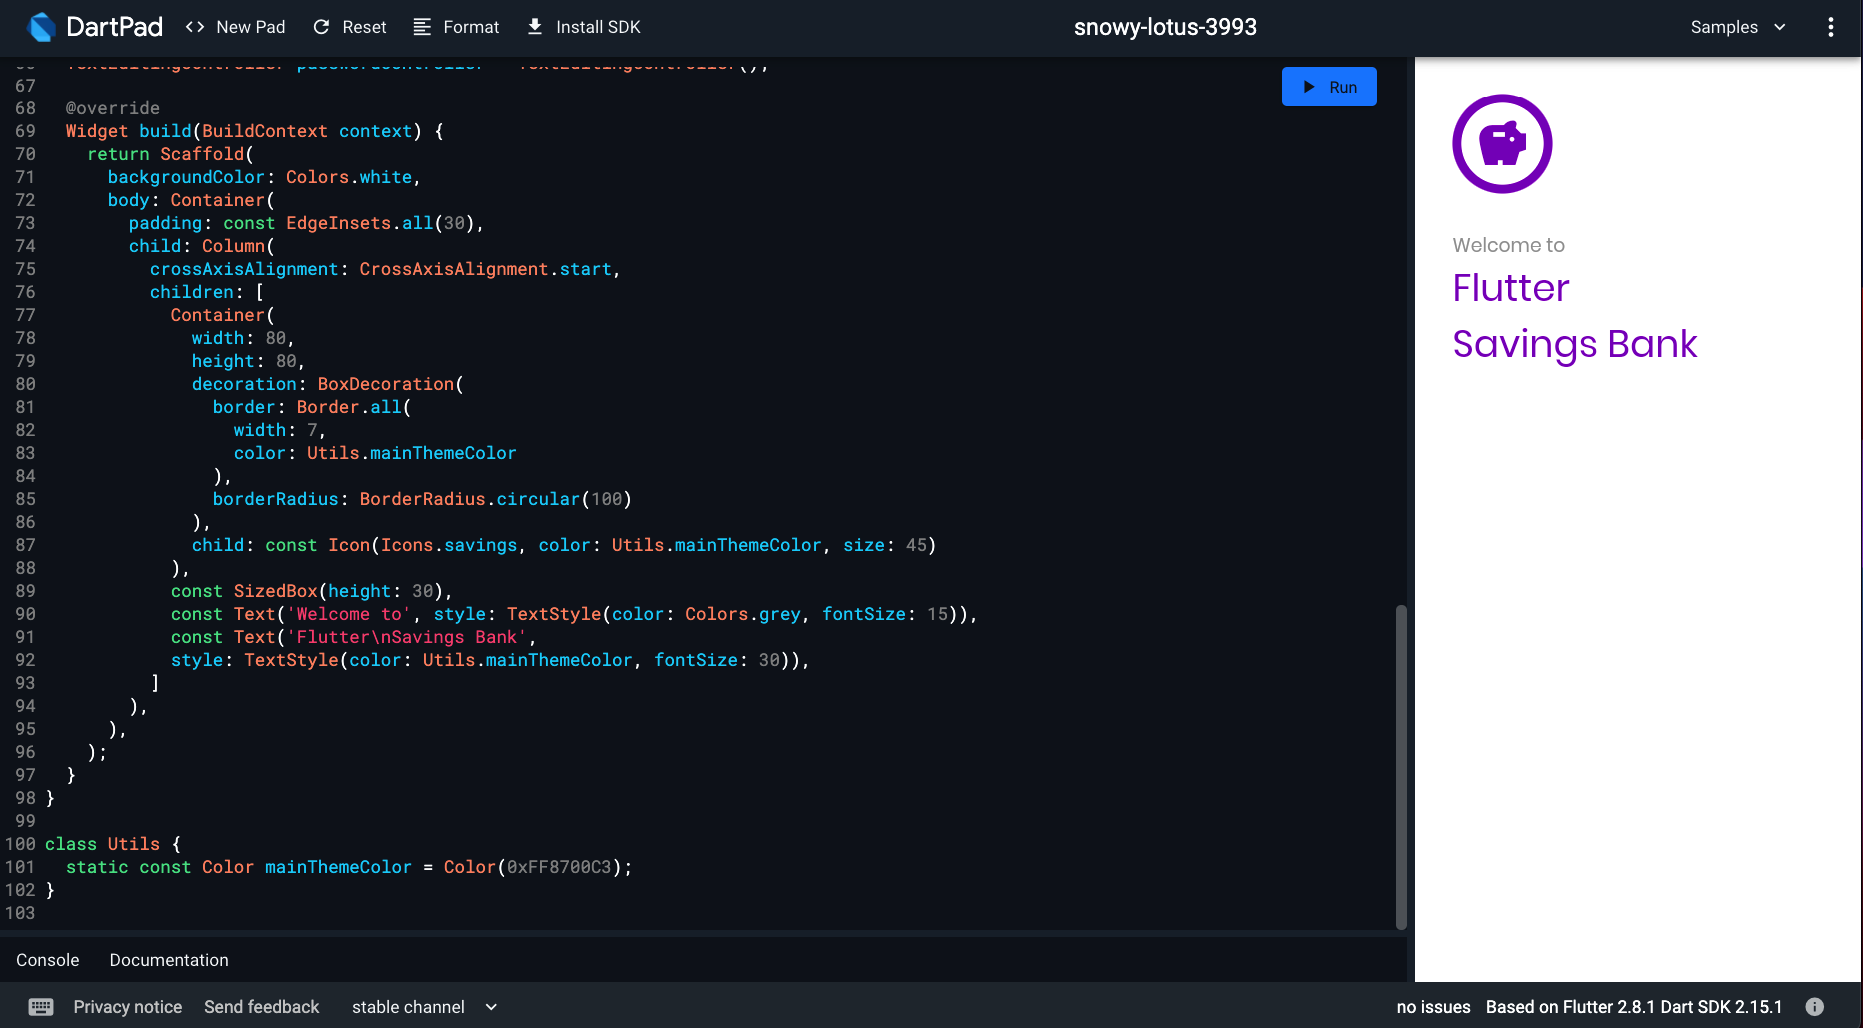 DartPad <> New Pad Reset Format Install SDK snowy-lotus-3993 Samples
66 TextEditingController passwordController = TextEditingController();
67
68 @override
69 Widget build(BuildContext context) {
70 return Scaffold(
71 backgroundColor: Colors.white,
72 body: Container(
73 padding: const EdgeInsets.all(30),
74 child: Column(
75 crossAxisAlignment: CrossAxisAlignment.start,
76 children: [
77 Container(
78 width: 80,
79 height: 80,
80 decoration: BoxDecoration(
81 border: Border.all(
82 width: 7,
83 color: Utils.mainThemeColor
84 ),
85 borderRadius: BorderRadius.circular(100)
86 ),
87 child: const Icon(Icons.savings, color: Utils.mainThemeColor, size: 45)
88 ),
89 const SizedBox(height: 30),
90 const Text('Welcome to', style: TextStyle(color: Colors.grey, fontSize: 15)),
91 const Text('Flutter\nSavings Bank',
92 style: TextStyle(color: Utils.mainThemeColor, fontSize: 30)),
93 ]
94 ),
95 ),
96 );
97 }
98 }
99
100 class Utils {
101 static const Color mainThemeColor = Color(0xFF8700C3);
102 }
103
Run
Welcome to
Flutter
Savings Bank
Console Documentation
Privacy notice Send feedback stable channel no issues Based on Flutter 2.8.1 Dart SDK 2.15.1